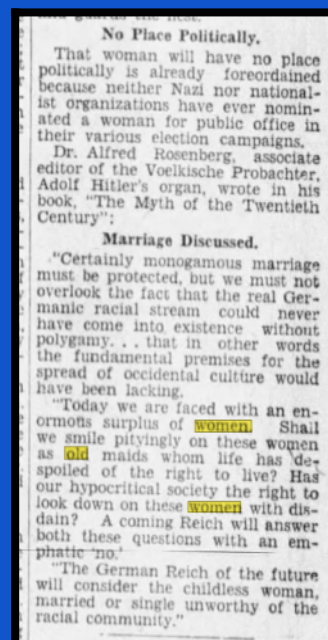 and guards the nest.
No Place Politically.
That woman will have no place
politically is already foreordained
because neither Nazi nor national-
ist organizations have ever nomin-
ated a woman for public office in
their various election campaigns.
Dr. Alfred Rosenberg, associate
editor of the Voelkische Probachter,
Adolf Hitler's organ, wrote in his
book, "The Myth of the Twentieth
Century":
Marriage Discussed.
"Certainly monogamous marriage
must be protected, but we must not
overlook the fact that the real Ger-
manic racial stream could never
have come into existence without
polygamy. . . that in other words
the fundamental premises for the
spread of occidental culture would
have been lacking.
"Today we are faced with an en-
ormous surplus of women. Shall
we smile pityingly on these women
as old maids whom life has de-
spoiled of the right to live? Has
our hypocritical society the right to
look down on these women with dis-
dain? A coming Reich will answer
both these questions with an em-
phatic 'no.'
"The German Reich of the future
will consider the childless woman,
married or single unworthy of the
racial community."